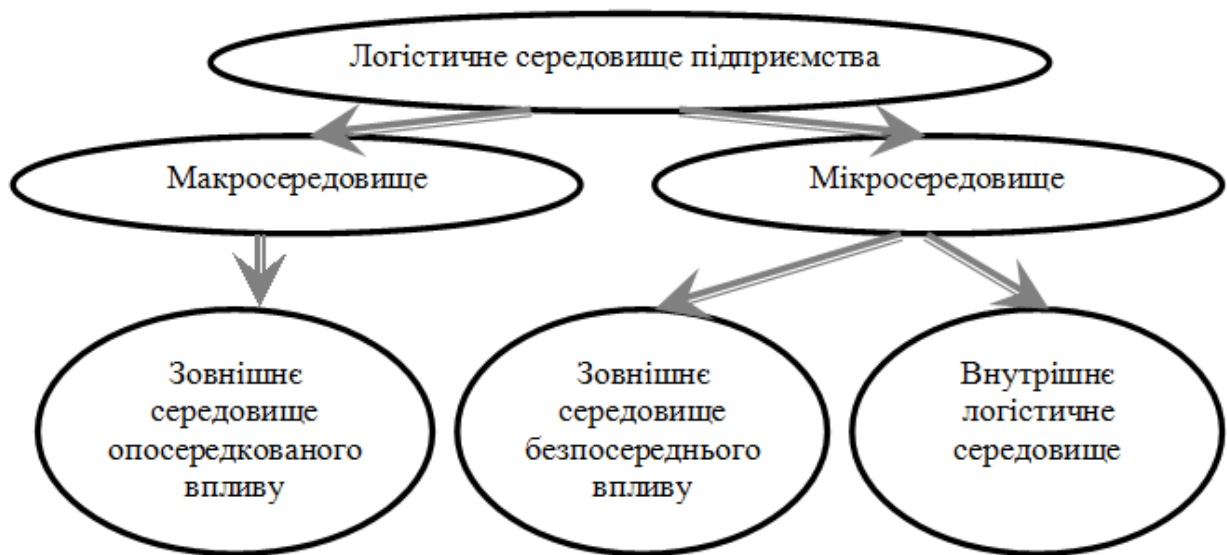 Логістичне середовище підприємства
Макросередовище
Мікросередовище
Зовнішнє
середовище
опосередкованого
впливу
Зовнішнє
середовище
безпосереднього
впливу
Внутрішнє
логістичне
середовище